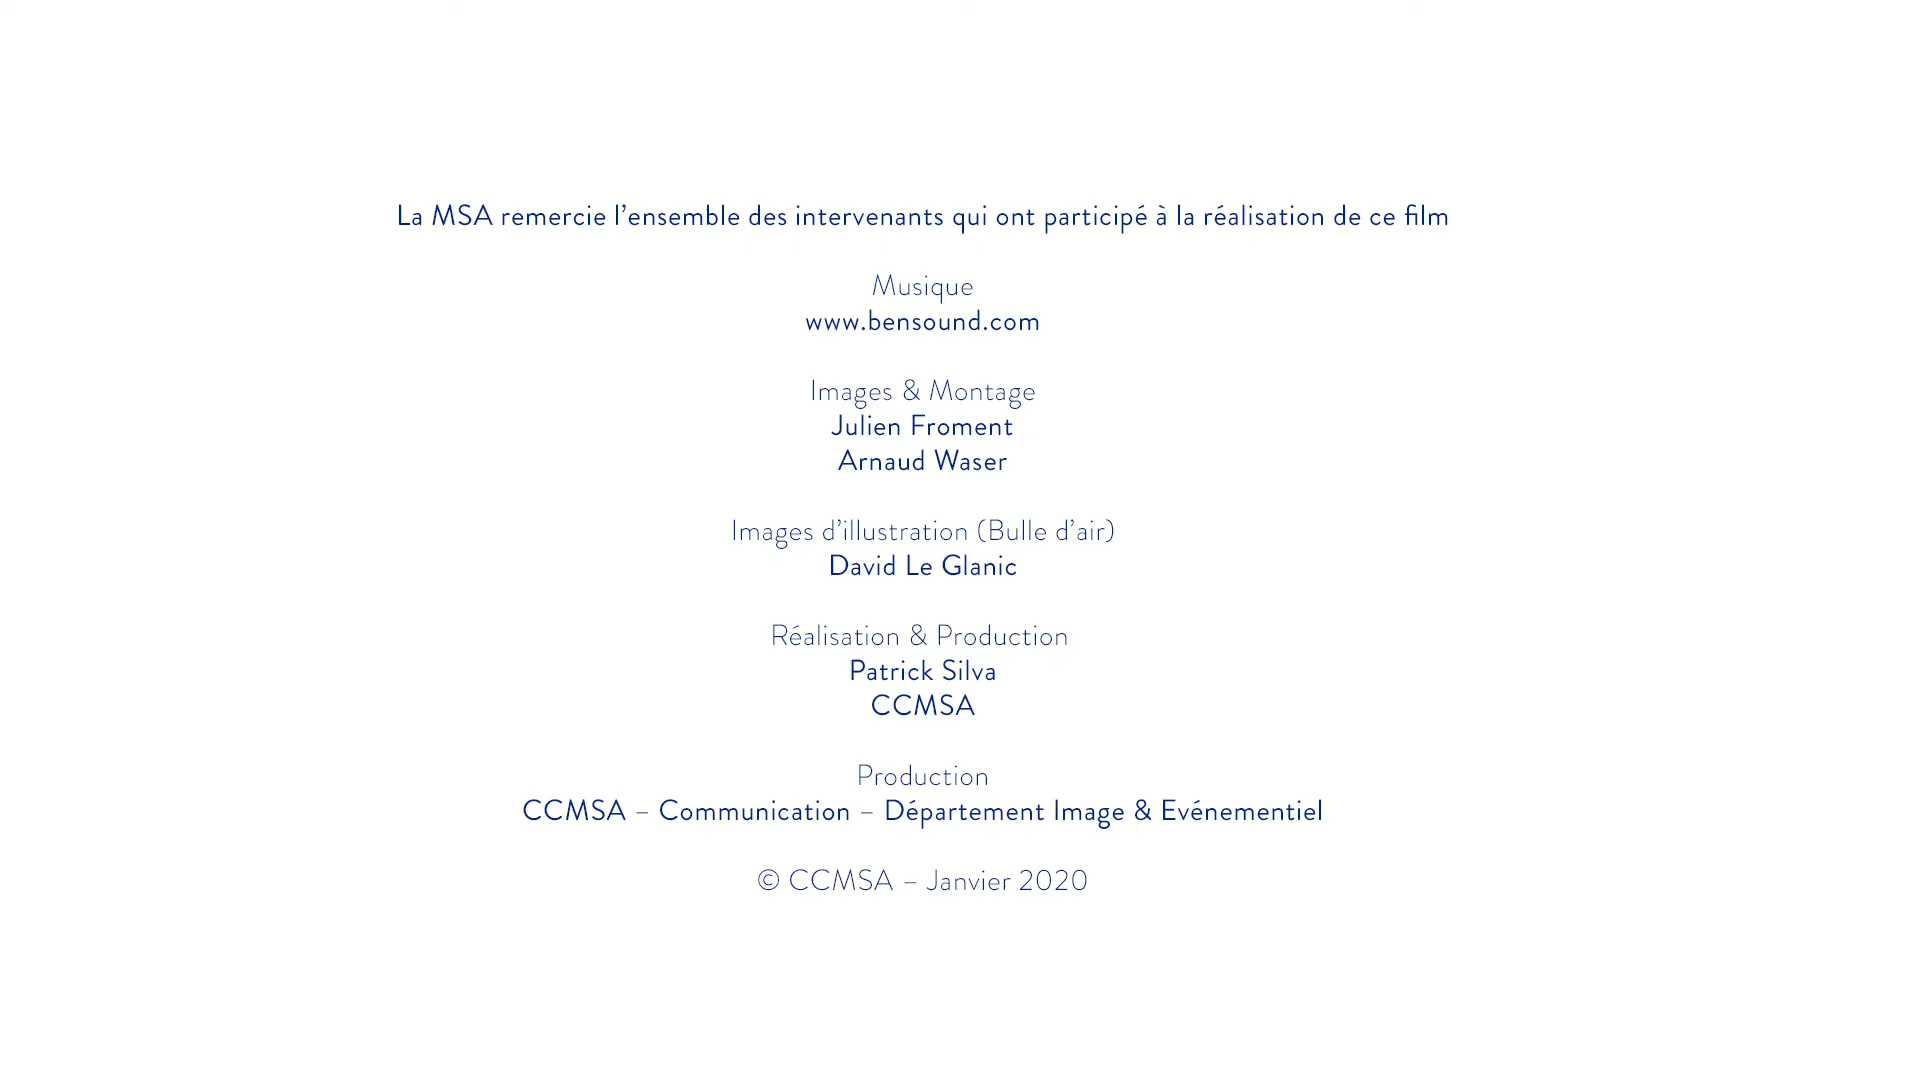 La MSA remercie l’ensemble des intervenants qui ont participé à la réalisation de ce film
Musique
www.bensound.com
Images & Montage
Julien Froment
Arnaud Waser
Images d’illustration (Bulle d’air)
David Le Glanic
Réalisation & Production
Patrick Silva
CCMSA
Production
CCMSA – Communication – Département Image & Evénementiel
© CCMSA – Janvier 2020